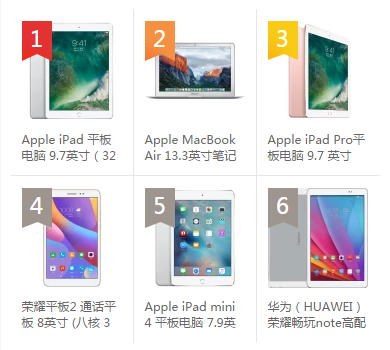 1
2
3
Apple iPad 平板
电脑 9.7英寸 ( 32
Apple MacBook
Air 13.3英寸笔记
Apple iPad Pro平
板电脑 9.7 英寸
4
5
6
荣耀平板2 通话平
板 8英寸 (八核 3
Apple iPad mini
4 平板电脑 7.9英
华为 ( HUAWEI )
荣耀畅玩note高配